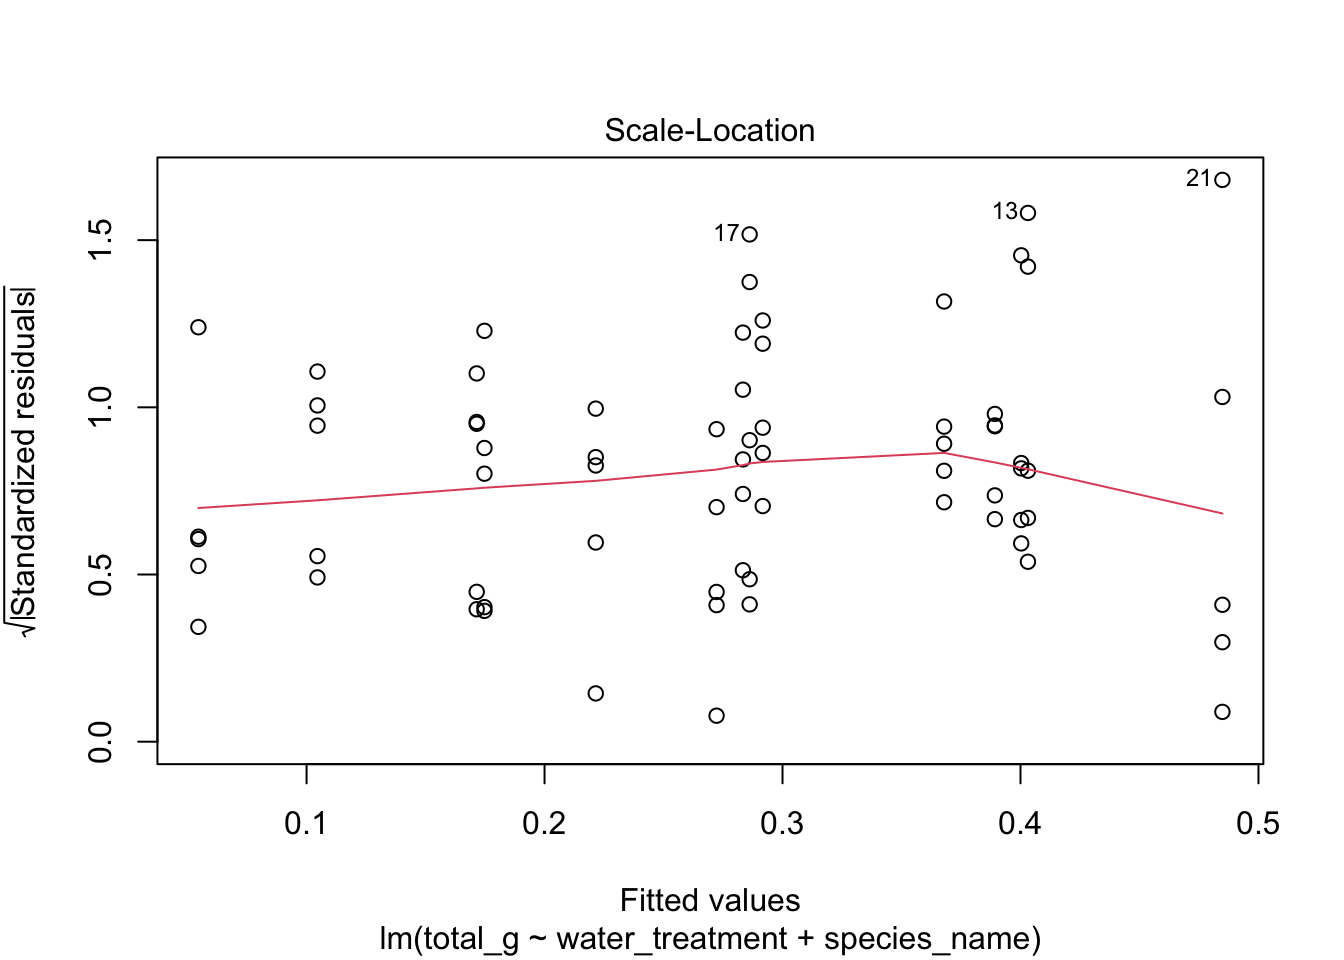 Scale-Location
21
13
17
1.5
1.0
0.5
0.0
√|Standardized residuals|
0.1 0.2 0.3 0.4 0.5
Fitted values
lm(total_g ~ water_treatment + species_name)